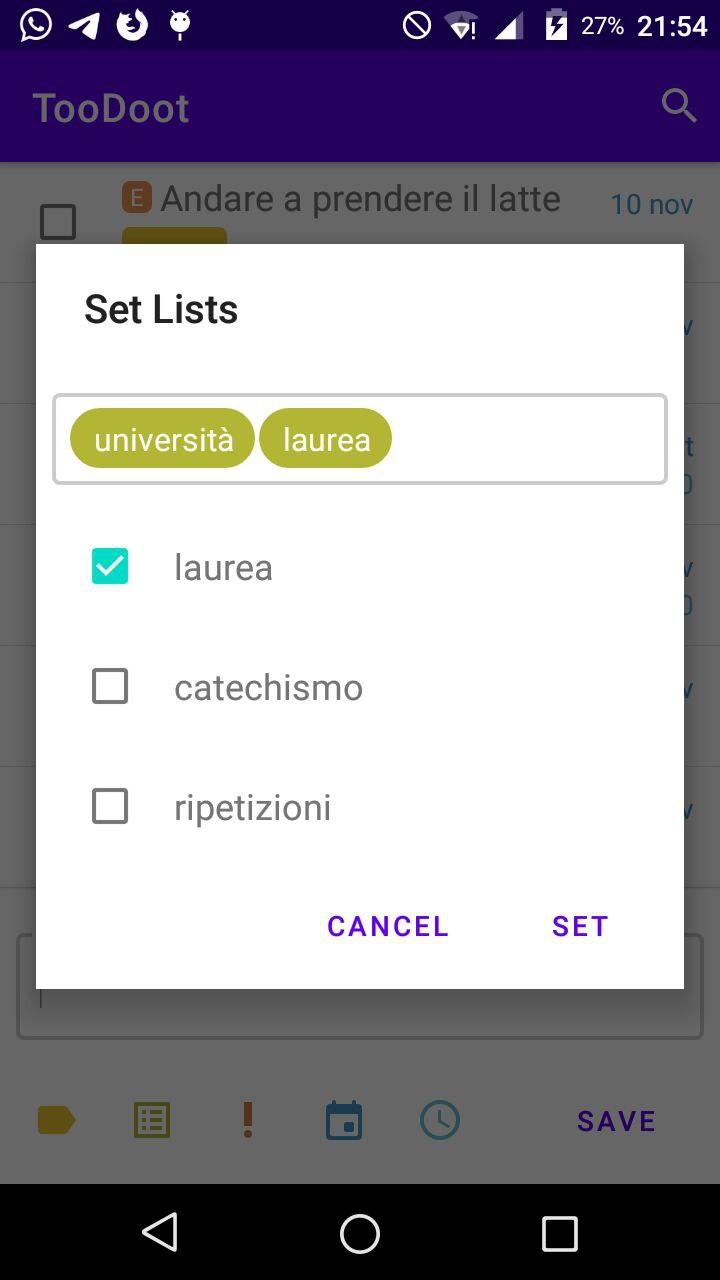 27% 21:54
TooDoot
E Andare a prendere il latte 10 nov
Set Lists
università laurea
laurea
catechismo
ripetizioni
CANCEL SET
SAVE